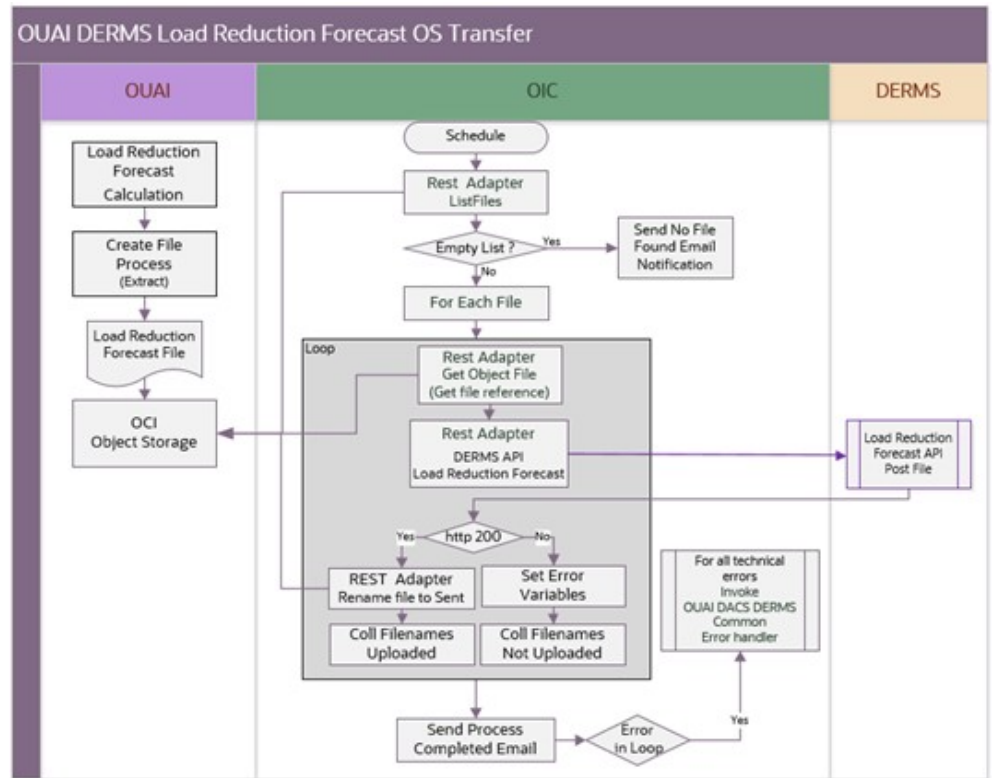 OUAI DERMS Load Reduction Forecast OS Transfer
OUAI
OIC
DERMS
Load Reduction
Forecast
Calculation
Create File
Process
(Extract)
Load Reduction
Forecast File
OCI
Object Storage
Schedule
Rest Adapter
ListFiles
Empty List ?
Yes
Send No File
Found Email
Notification
No
For Each File
Loop
Rest Adapter
Get Object File
(Get file reference)
Rest Adapter
DERMS API
Load Reduction Forecast
Load Reduction
Forecast API
Post File
http 200
Yes
No
REST Adapter
Rename file to Sent
Set Error
Variables
Coll Filenames
Uploaded
Coll Filenames
Not Uploaded
For all technical
errors
Invoke
OUAI DACS DERMS
Common
Error handler
Send Process
Completed Email
Error
in Loop
Yes